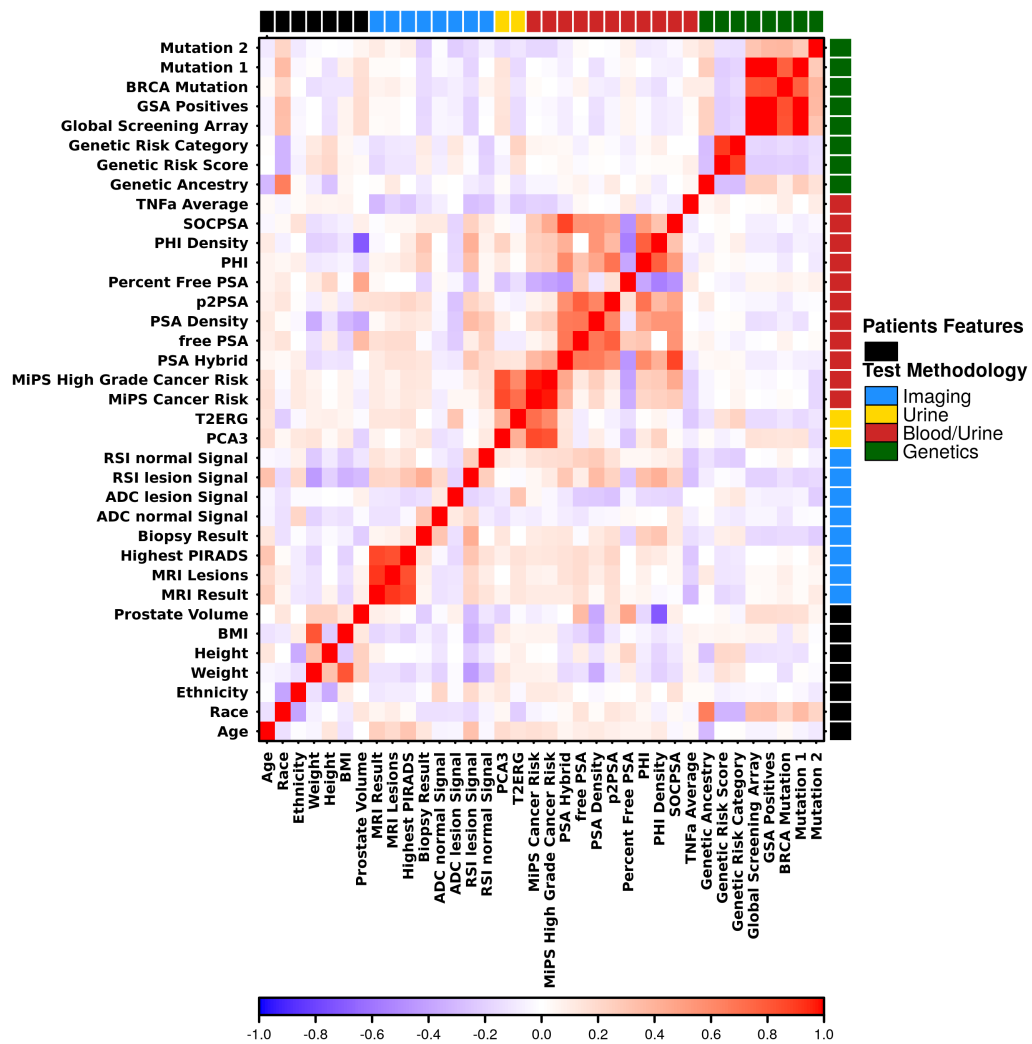 Mutation 2
Mutation 1
BRCA Mutation
GSA Positives
Global Screening Array
Genetic Risk Category
Genetic Risk Score
Genetic Ancestry
TNFa Average
SOCPSA
PHI Density
PHI
Percent Free PSA
p2PSA
PSA Density
free PSA
PSA Hybrid
MiPS High Grade Cancer Risk
MiPS Cancer Risk
T2ERG
PCA3
RSI normal Signal
RSI lesion Signal
ADC lesion Signal
ADC normal Signal
Biopsy Result
Highest PIRADS
MRI Lesions
MRI Result
Prostate Volume
BMI
Height
Weight
Ethnicity
Race
Age
Age
Race
Ethnicity
Weight
Height
BMI
Prostate Volume
MRI Result
MRI Lesions
Highest PIRADS
Biopsy Result
ADC normal Signal
ADC lesion Signal
RSI lesion Signal
RSI normal Signal
PCA3
T2ERG
MiPS Cancer Risk
MiPS High Grade Cancer Risk
PSA Hybrid
free PSA
PSA Density
p2PSA
Percent Free PSA
PHI
PHI Density
SOCPSA
TNFa Average
Genetic Ancestry
Genetic Risk Score
Genetic Risk Category
Global Screening Array
GSA Positives
BRCA Mutation
Mutation 1
Mutation 2
Patients Features
Test Methodology
Imaging
Urine
Blood/Urine
Genetics
-1.0 -0.8 -0.6 -0.4 -0.2 0.0 0.2 0.4 0.6 0.8 1.0